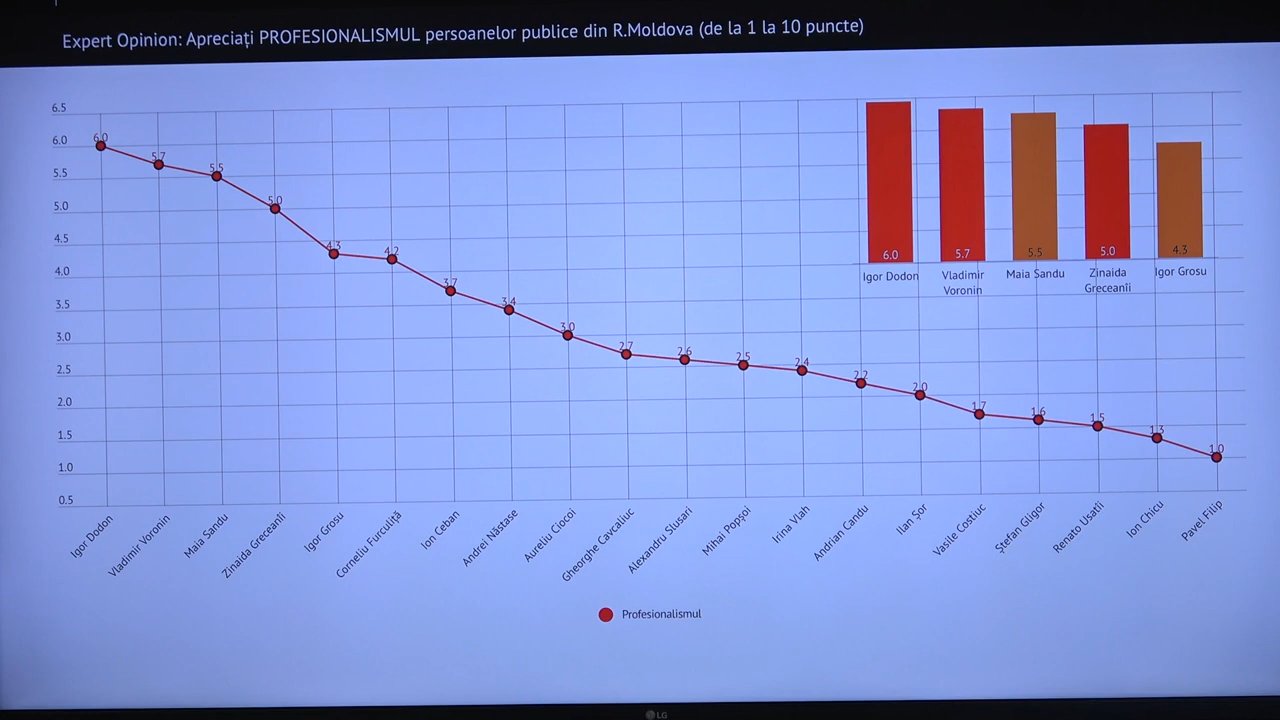 Expert Opinion: Apreciați PROFESIONALISMUL persoanelor publice din R.Moldova (de la 1 la 10 puncte)
6.5
6.0
5.5
5.0
4.5
4.0
3.5
3.0
2.5
2.0
1.5
1.0
0.5
6.0
5.7
5.5
5.0
4.3
4.2
3.7
3.4
3.0
2.7
2.6
2.5
2.4
2.2
2.0
1.7
1.6
1.5
1.3
1.0
6.0
5.7
5.5
5.0
4.3
Igor Dodon
Vladimir
Voronin
Maia Sandu
Zinaida
Greceanîi
Igor Grosu
Igor Dodon
Vladimir Voronin
Maia Sandu
Zinaida Greceanîi
Igor Grosu
Corneliu Furculiță
Ion Ceban
Andrei Năstase
Aureliu Ciocoi
Gheorghe Cavcaliuc
Alexandru Slusari
Mihai Popșoi
Irina Vlah
Andrian Candu
Ilan Șor
Vasile Costiuc
Ștefan Gligor
Renato Usatîi
Ion Chicu
Pavel Filip
Profesionalismul
LG